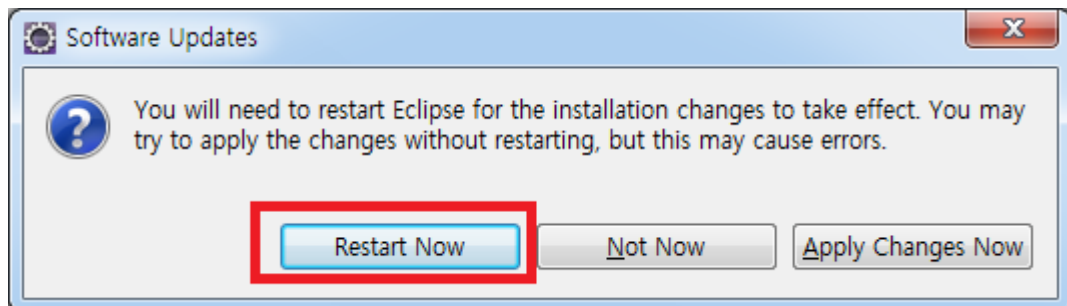 Software Updates
You will need to restart Eclipse for the installation changes to take effect. You may
try to apply the changes without restarting, but this may cause errors.
Restart Now
Not Now
Apply Changes Now